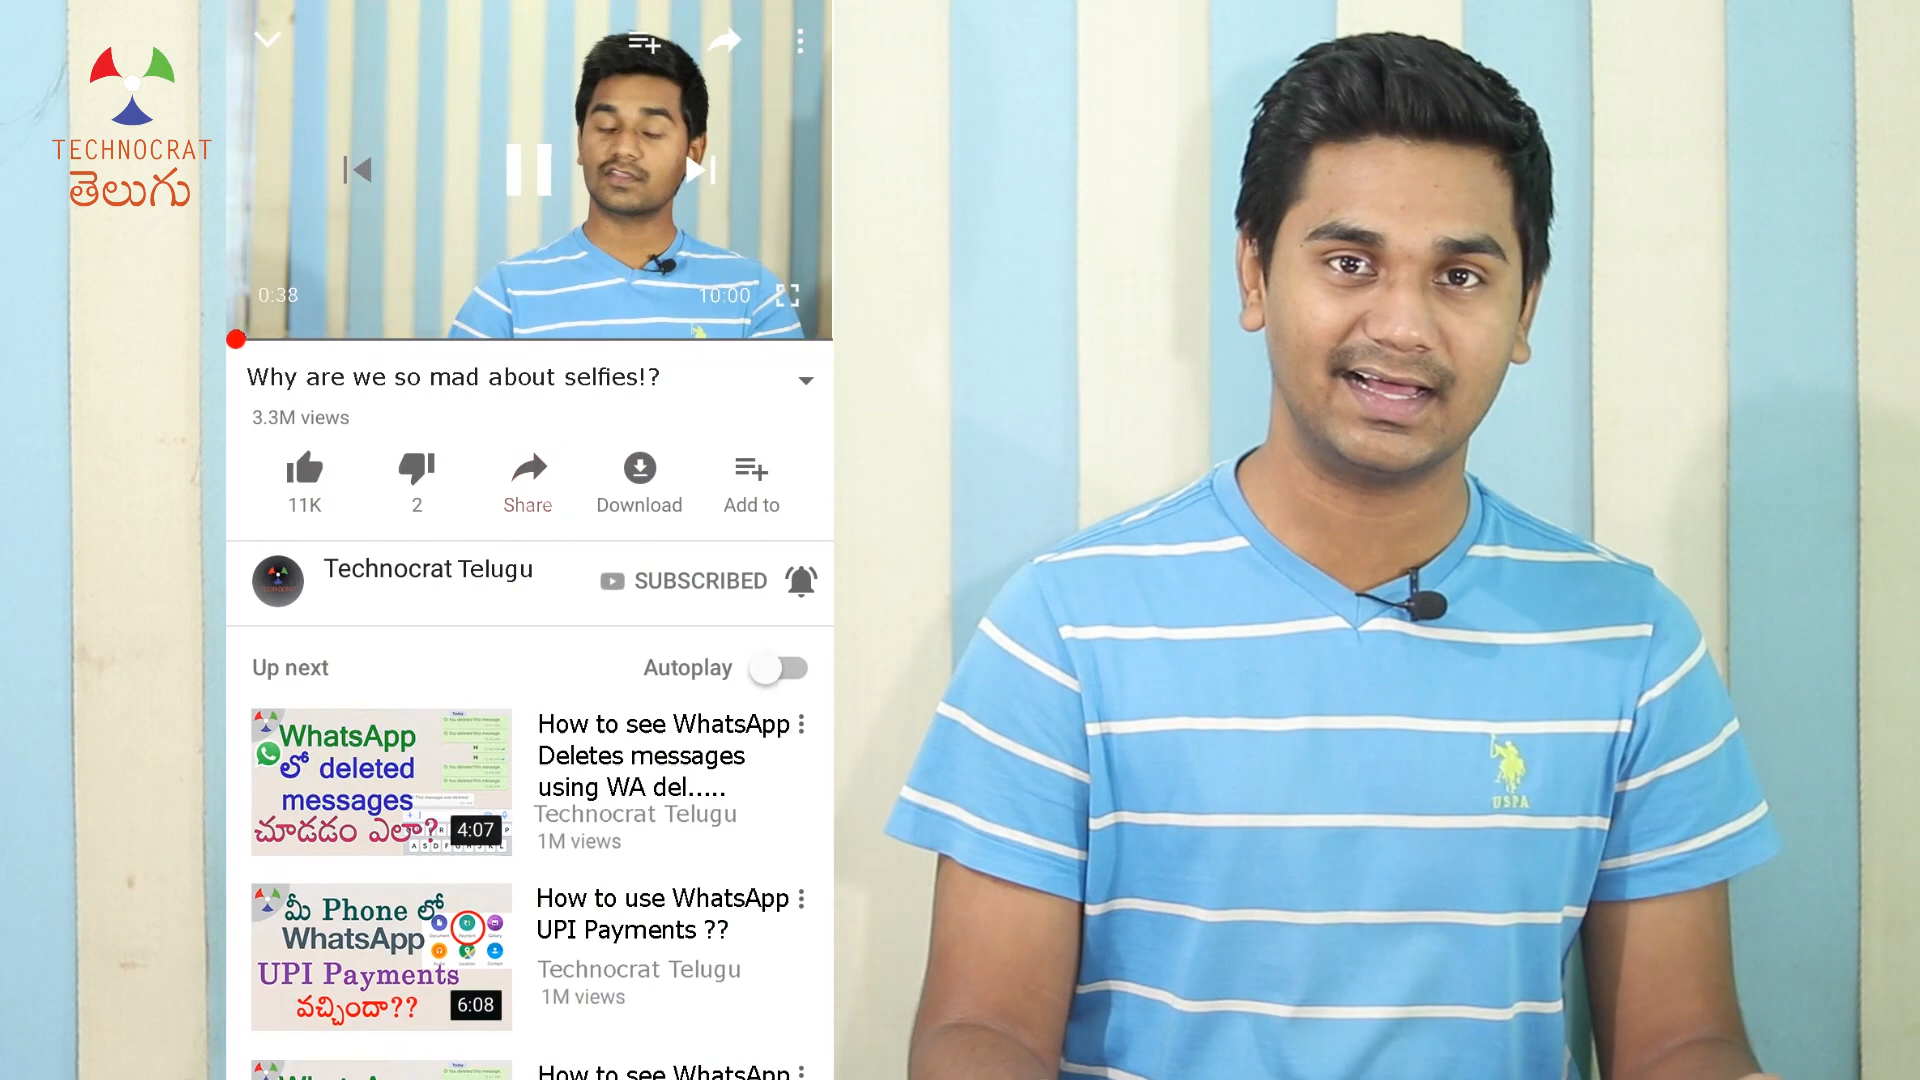 TECHNOCRAT
తెలుగు
0:38
10:00
Why are we so mad about selfies!?
3.3M views
11K
2
Share
Download
Add to
Technocrat Telugu
SUBSCRIBED
Up next
Autoplay
WhatsApp
లో deleted
messages
చూడడం ఎలా?
4:07
How to see WhatsApp
Deletes messages
using WA del.....
Technocrat Telugu
1M views
మీ Phone లో
WhatsApp
UPI Payments
వచ్చిందా??
6:08
How to use WhatsApp
UPI Payments ??
Technocrat Telugu
1M views
WhatsApp
How to see WhatsApp
USPA